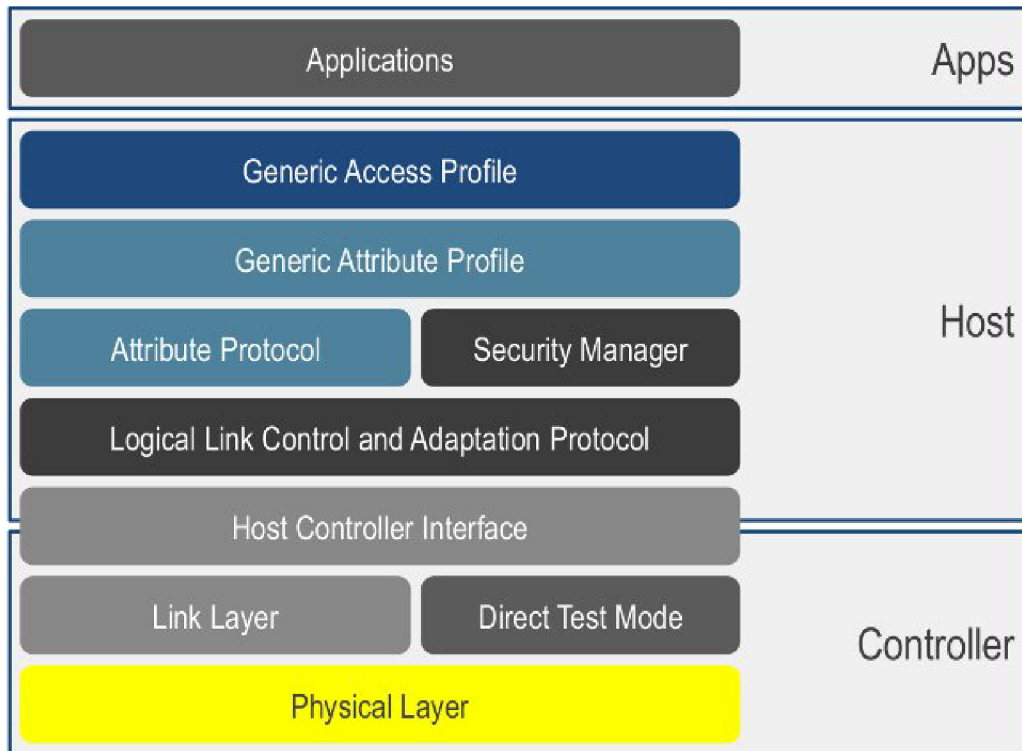 Applications
Apps
Generic Access Profile
Generic Attribute Profile
Host
Attribute Protocol
Security Manager
Logical Link Control and Adaptation Protocol
Host Controller Interface
Link Layer
Direct Test Mode
Controller
Physical Layer